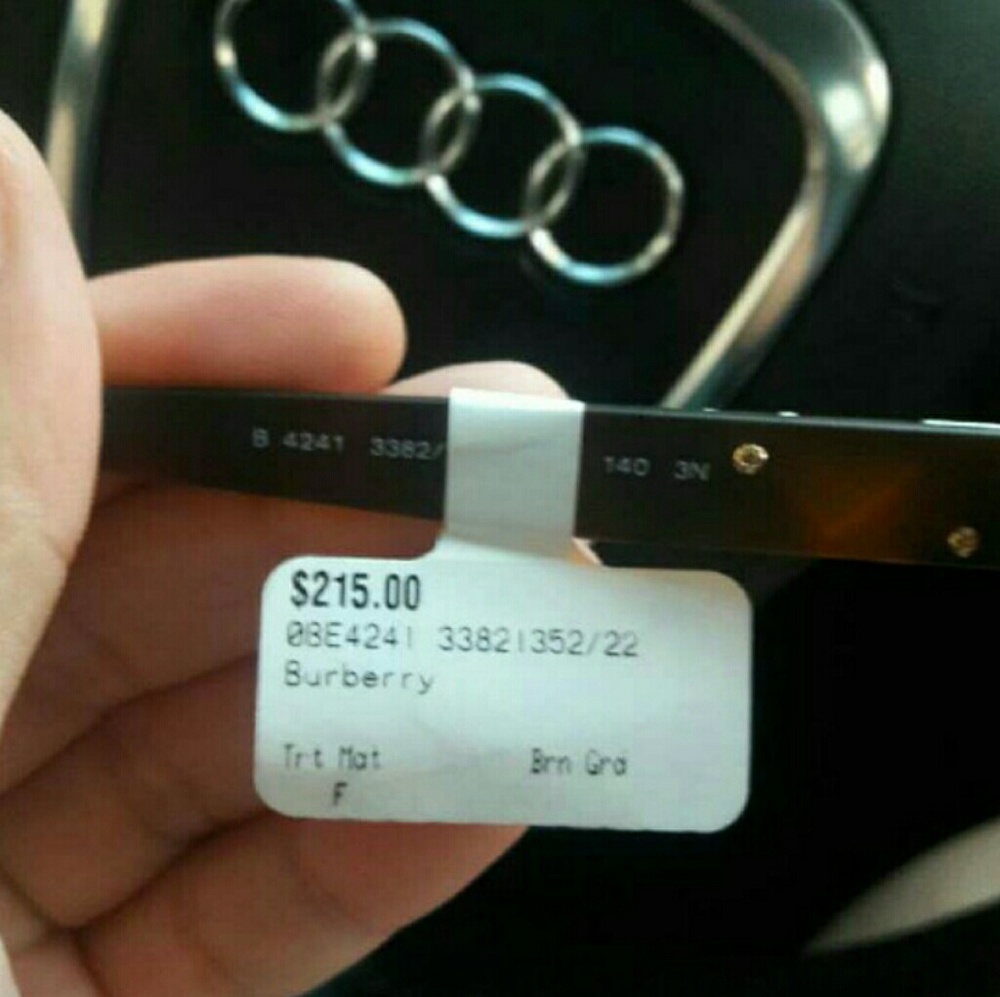 B 4241 3382/ 140 3N
$215.00
0BE4241 33821352/22
Burberry
Trt Mat Brn Grd
F